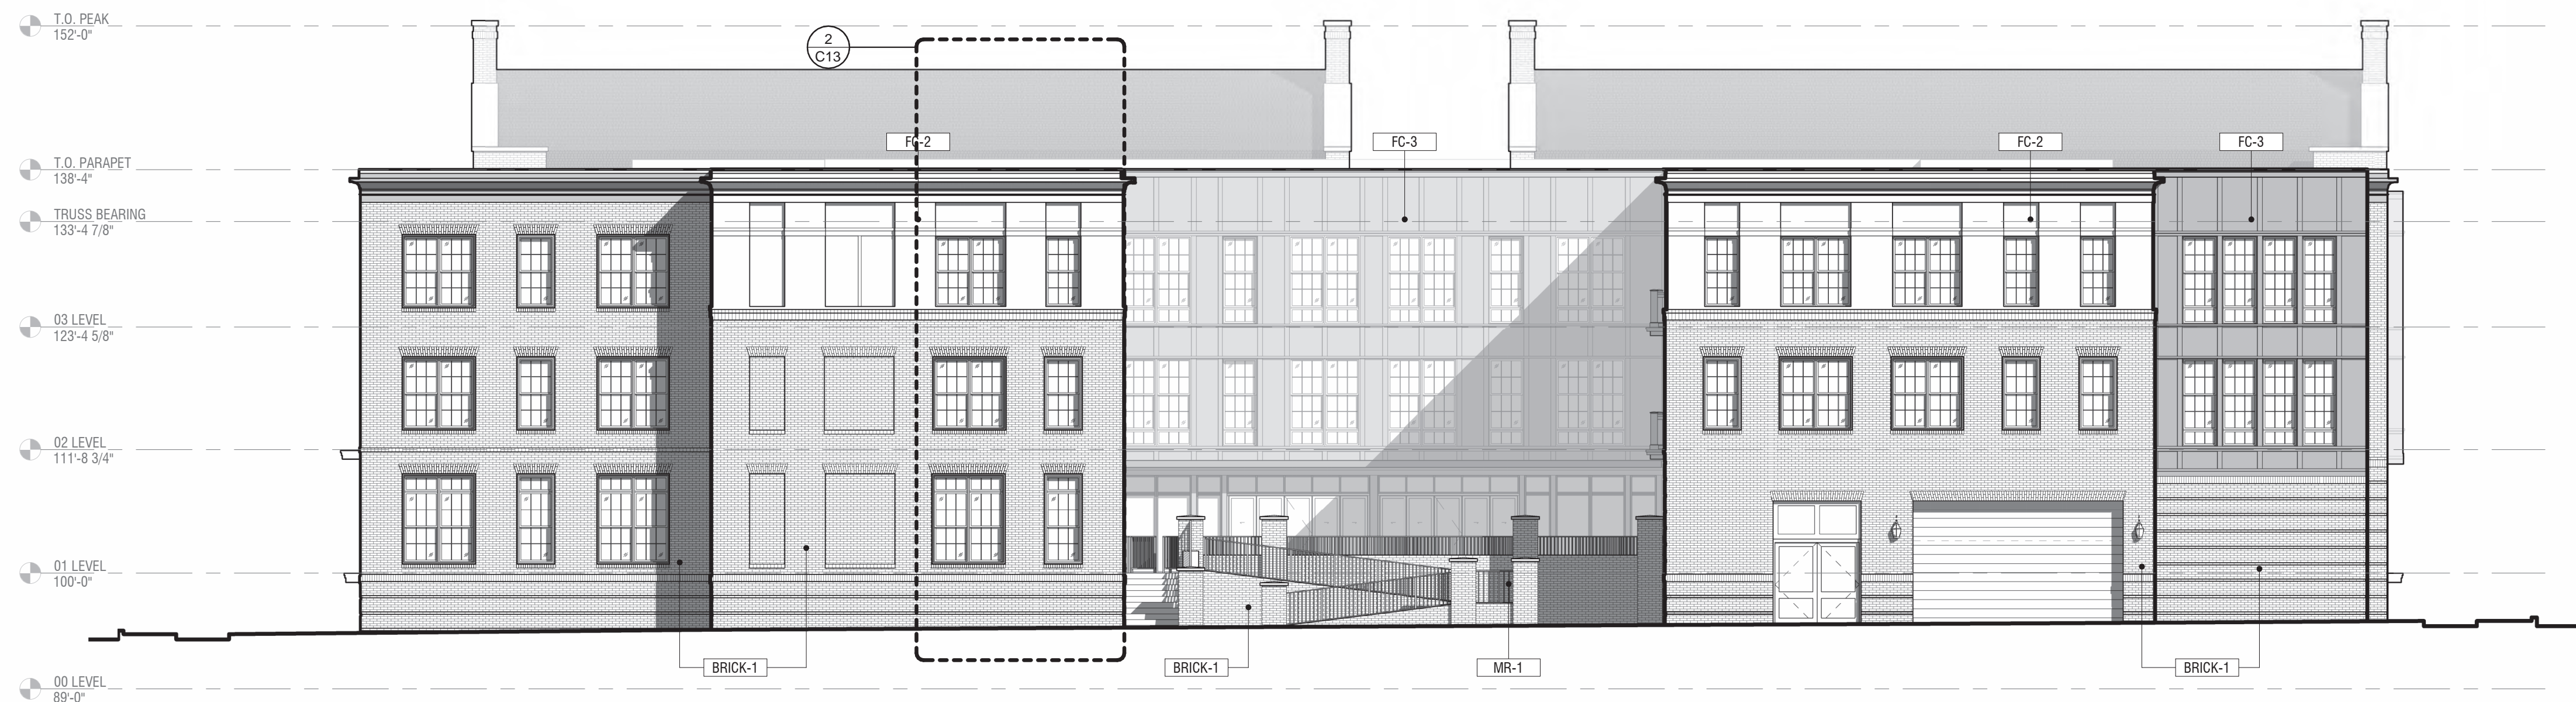 T.O. PEAK
152'-0"
2
C13
FC-2
FC-3
FC-2
FC-3
T.O. PARAPET
138'-4"
TRUSS BEARING
133'-4 7/8"
03 LEVEL
123'-4 5/8"
02 LEVEL
111'-8 3/4"
01 LEVEL
100'-0"
BRICK-1
BRICK-1
MR-1
BRICK-1
00 LEVEL
89'-0"